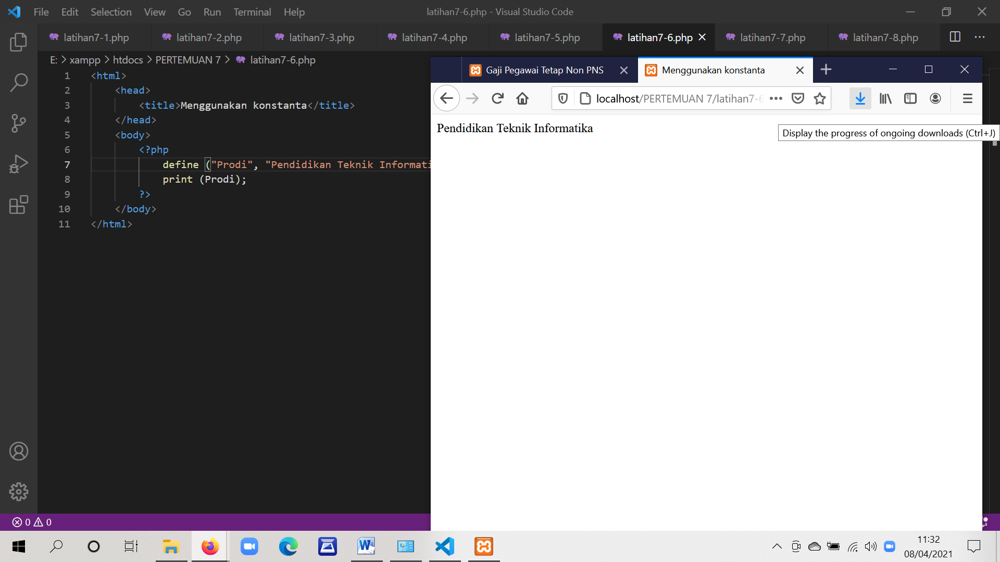 File Edit Selection View Go Run Terminal Help latihan7-6.php - Visual Studio Code
latihan7-1.php latihan7-2.php latihan7-3.php latihan7-4.php latihan7-5.php latihan7-6.php latihan7-7.php latihan7-8.php
E: > xampp > htdocs > PERTEMUAN 7 > latihan7-6.php
1 <html>
2 <head>
3 <title>Menggunakan konstanta</title>
4 </head>
5 <body>
6 <?php
7 define ("Prodi", "Pendidikan Teknik Informati
8 print (Prodi);
9 ?>
10 </body>
11 </html>
Gaji Pegawai Tetap Non PNS
Menggunakan konstanta
localhost/PERTEMUAN 7/latihan7-6
Pendidikan Teknik Informatika
Display the progress of ongoing downloads (Ctrl+J)
0 0
11:32
08/04/2021